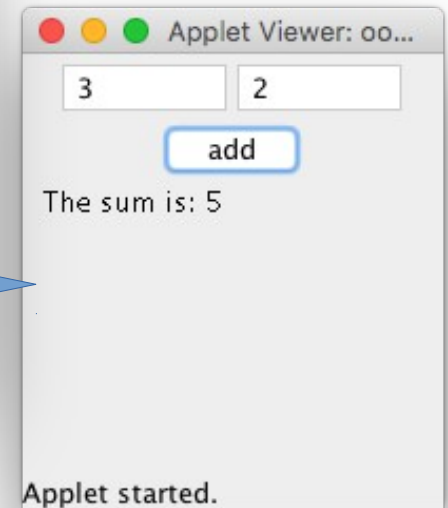 Applet Viewer: oo...
3 2
add
The sum is: 5
Applet started.